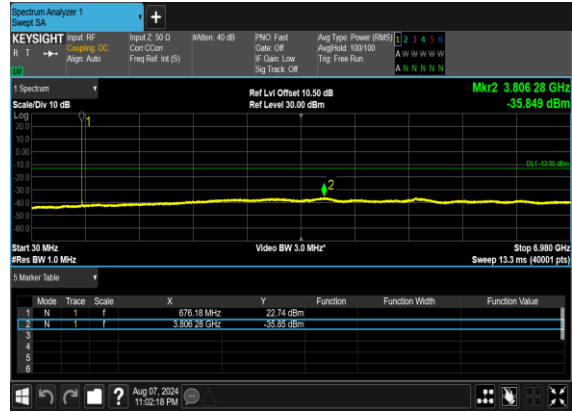 Spectrum Analyzer 1
Swept SA
KEYSIGHT Input: RF Input Z: 50 Ω #Atten: 40 dB PNO: Fast Avg Type: Power (RMS) 1 2 3 4 5 6
R T Coupling: DC Corr CCorr Gate: Off Avg|Hold: 100/100 A W W W W W
Align: Auto Freq Ref: Int (S) IF Gain: Low Trig: Free Run
Sig Track: Off A N N N N N
1 Spectrum Ref Lvl Offset 10.50 dB Mkr2 3.806 28 GHz
Scale/Div 10 dB Ref Level 30.00 dBm -35.849 dBm
Log
20.0
10.0
0.00
-10.0
-20.0
-30.0
-40.0
-50.0
-60.0
1
2
DL1 -13.00 dBm
Start 30 MHz Video BW 3.0 MHz* Stop 6.980 GHz
#Res BW 1.0 MHz Sweep 13.3 ms (40001 pts)
5 Marker Table
Mode Trace Scale X Y Function Function Width Function Value
1 N 1 f 676.18 MHz 22.74 dBm
2 N 1 f 3.806 28 GHz -35.85 dBm
3
4
5
6
? Aug 07, 2024
11:02:18 PM